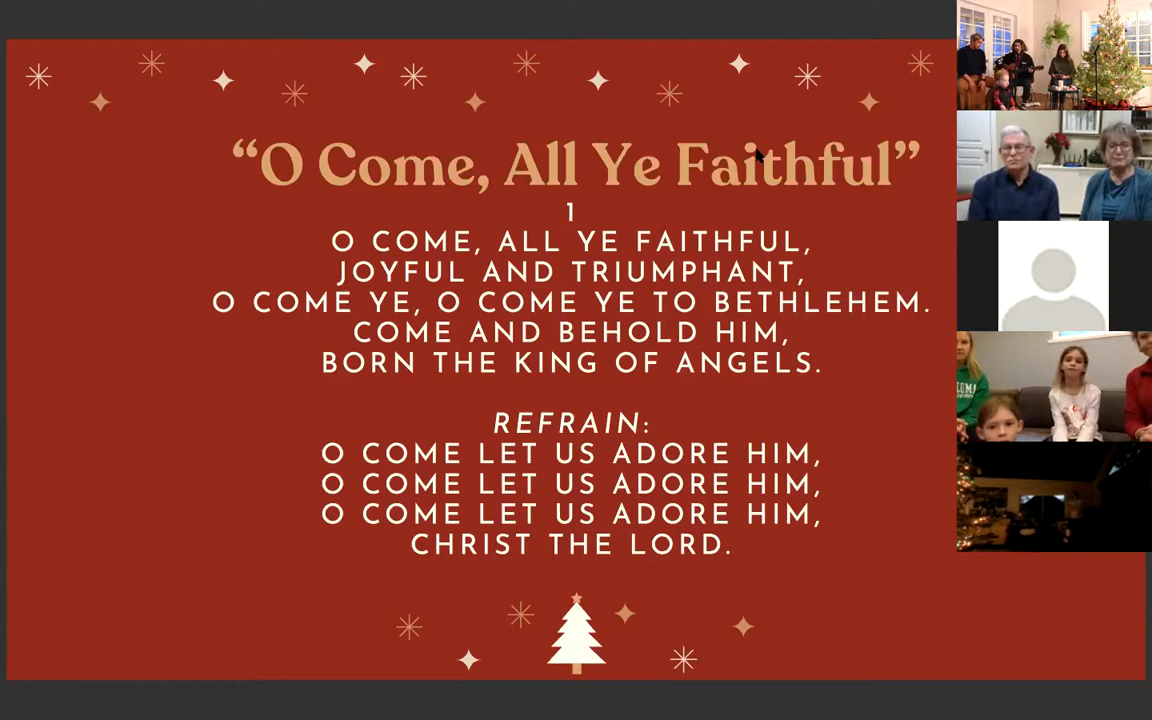 “O Come, All Ye Faithful”
1
O COME, ALL YE FAITHFUL,
JOYFUL AND TRIUMPHANT,
O COME YE, O COME YE TO BETHLEHEM.
COME AND BEHOLD HIM,
BORN THE KING OF ANGELS.
REFRAIN:
O COME LET US ADORE HIM,
O COME LET US ADORE HIM,
O COME LET US ADORE HIM,
CHRIST THE LORD.